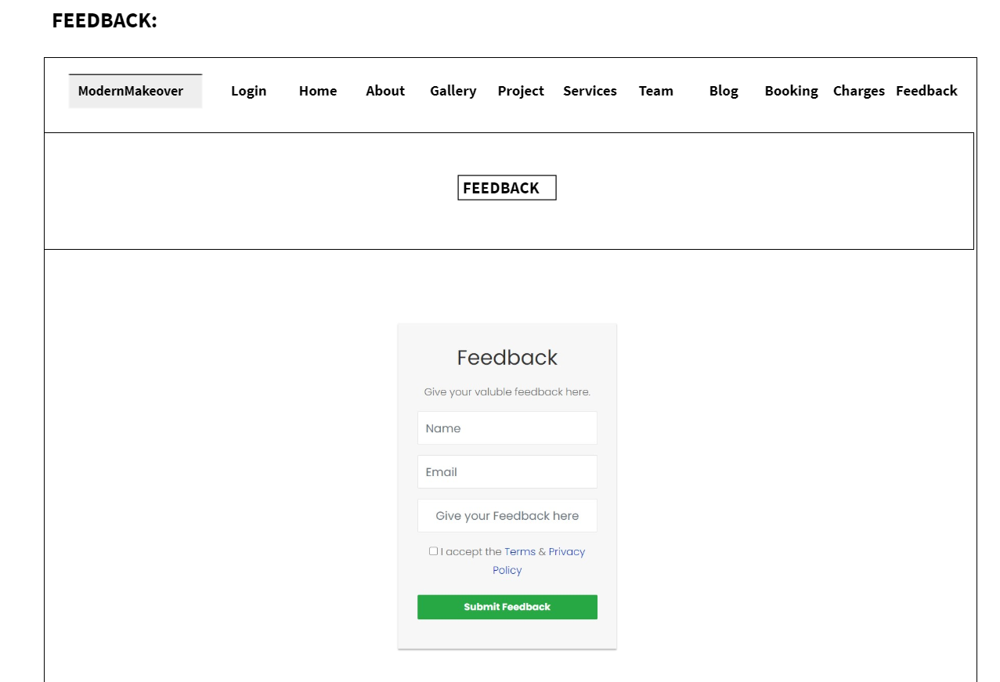 FEEDBACK:
ModernMakeover Login Home About Gallery Project Services Team Blog Booking Charges Feedback
FEEDBACK
Feedback
Give your valuble feedback here.
Name
Email
Give your Feedback here
I accept the Terms & Privacy
Policy
Submit Feedback